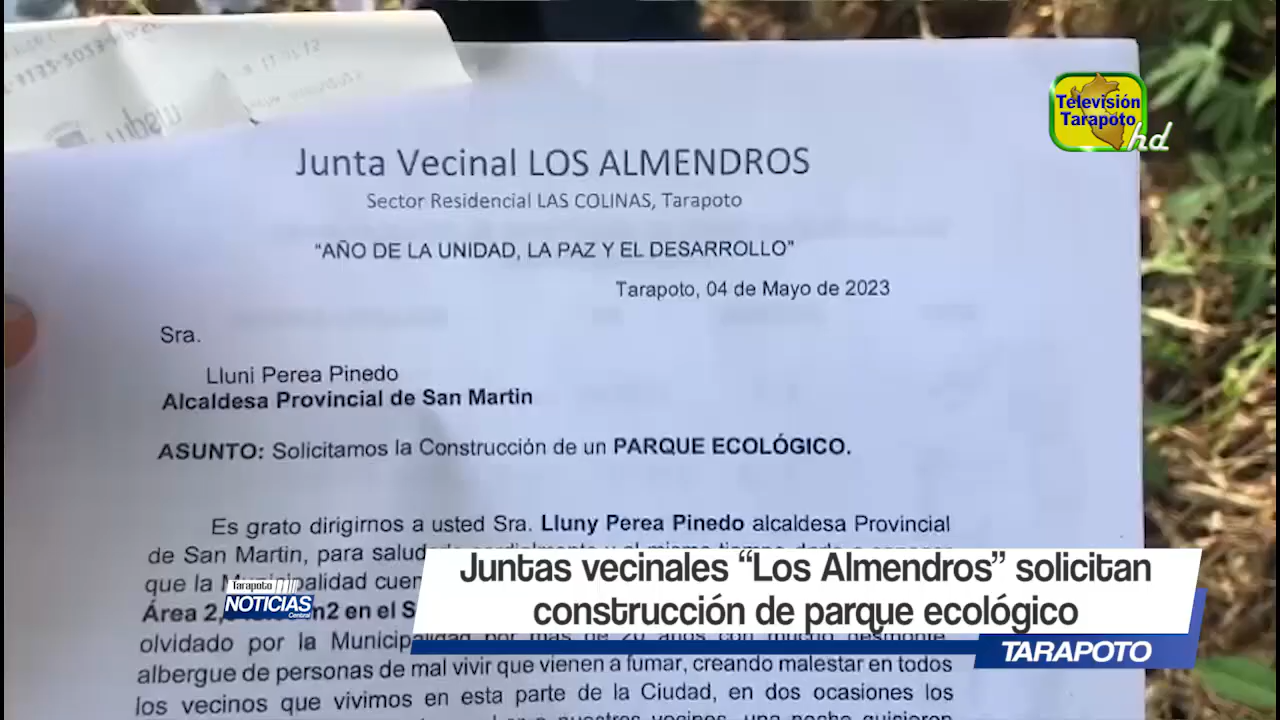 Televisión
Tarapoto
hd
Junta Vecinal LOS ALMENDROS
Sector Residencial LAS COLINAS, Tarapoto
"AÑO DE LA UNIDAD, LA PAZ Y EL DESARROLLO"
Tarapoto, 04 de Mayo de 2023
Sra.
Lluni Perea Pinedo
Alcaldesa Provincial de San Martin
ASUNTO: Solicitamos la Construcción de un PARQUE ECOLÓGICO.
Es grato dirigirnos a usted Sra. Lluny Perea Pinedo alcaldesa Provincial
de San Martin, para
que la
Área m2 en el
olvidado por la
albergue de personas de mal vivir que vienen a fumar, creando malestar en todos
los vecinos que vivimos en esta parte de la Ciudad, en dos ocasiones los
Tarapoto
NOTICIAS
Central
Juntas vecinales “Los Almendros” solicitan
construcción de parque ecológico
TARAPOTO